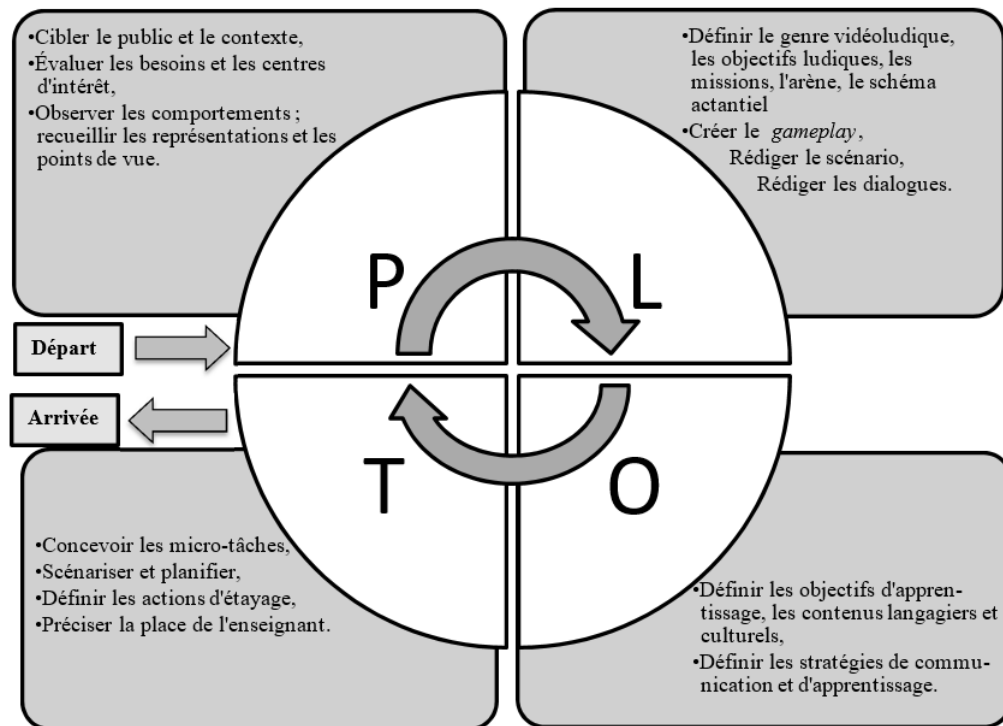 •Cibler le public et le contexte,
•Évaluer les besoins et les centres
d'intérêt,
•Observer les comportements ;
recueillir les représentations et les
points de vue.
•Définir le genre vidéoludique,
les objectifs ludiques, les
missions, l'arène, le schéma
actantiel
•Créer le gameplay,
Rédiger le scénario,
Rédiger les dialogues.
P
L
Départ
Arrivée
T
O
•Concevoir les micro-tâches,
•Scénariser et planifier,
•Définir les actions d'étayage,
•Préciser la place de l'enseignant.
•Définir les objectifs d'appren-
tissage, les contenus langagiers et
culturels,
•Définir les stratégies de commu-
nication et d'apprentissage.